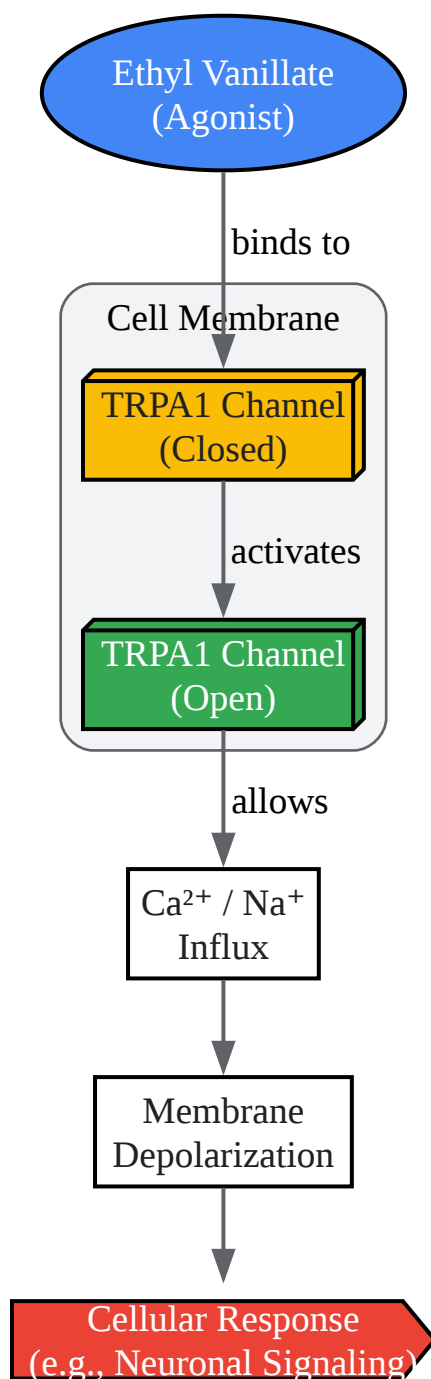 Ethyl Vanillate
(Agonist)
binds to
Cell Membrane
TRPA1 Channel
(Closed)
activates
TRPA1 Channel
(Open)
allows
Ca²⁺ / Na⁺
Influx
Membrane
Depolarization
Cellular Response
(e.g., Neuronal Signaling)